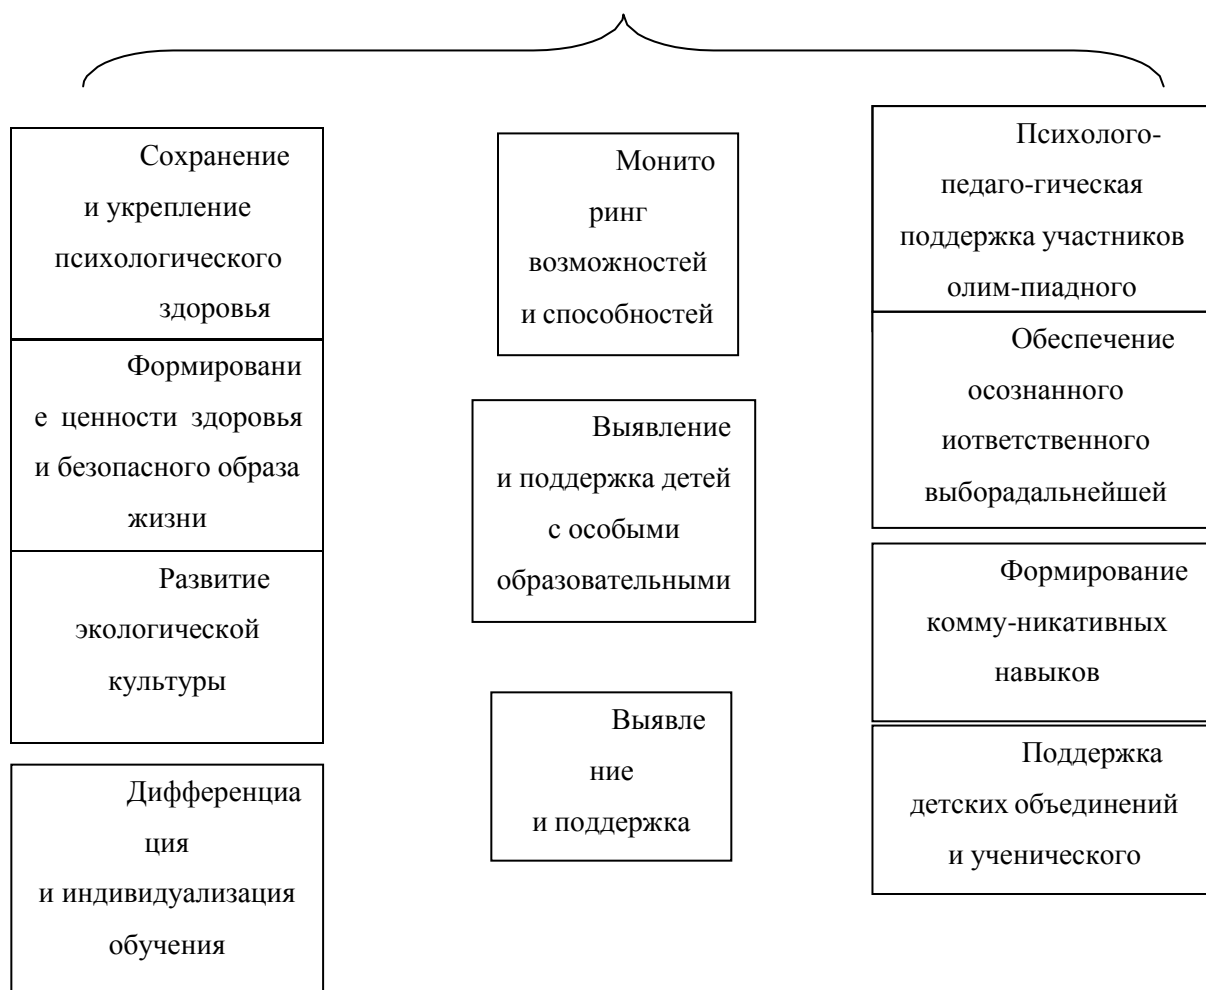 Сохранение
и укрепление
психологического
здоровья
Формировани
е ценности здоровья
и безопасного образа
жизни
Развитие
экологической
культуры
Дифференциа
ция
и индивидуализация
обучения
Монито
ринг
возможностей
и способностей
Выявление
и поддержка детей
с особыми
образовательными
Выявле
ние
и поддержка
Психолого-
педаго-гическая
поддержка участников
олим-пиадного
Обеспечение
осознанного
иответственного
выборадальнейшей
Формирование
комму-никативных
навыков
Поддержка
детских объединений
и ученического